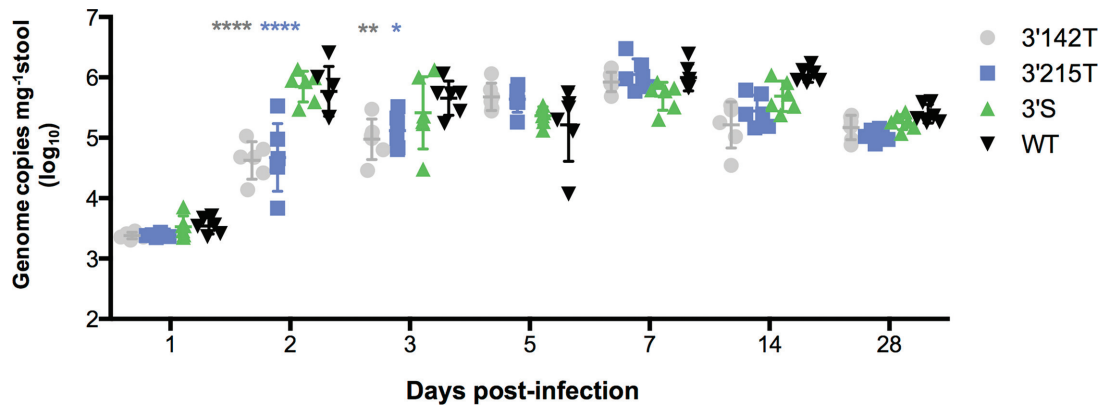 **** **** ** *
7
6
5
4
3
2
Genome copies mg-1stool
(log10)
1 2 3 5 7 14 28
Days post-infection
3'142T
3'215T
3'S
WT